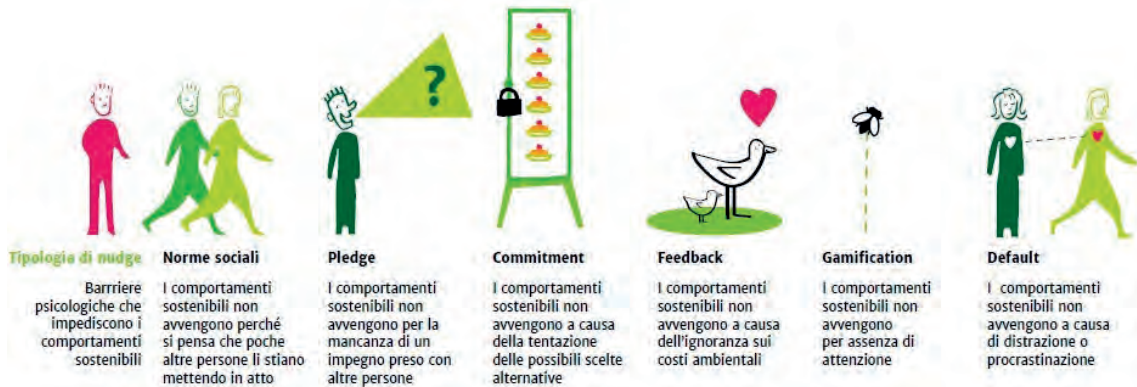 ?
Tipologia di nudge
Barrriere
psicologiche che
impediscono i
comportamenti
sostenibili
Norme sociali
I comportamenti
sostenibili non
avvengono perché
si pensa che poche
altre persone li stiano
mettendo in atto
Pledge
I comportamenti
sostenibili non
avvengono per la
mancanza di un
impegno preso con
altre persone
Commitment
I comportamenti
sostenibili non
avvengono a causa
della tentazione
delle possibili scelte
alternative
Feedback
I comportamenti
sostenibili non
avvengono a causa
dell'ignoranza sui
costi ambientali
Gamification
I comportamenti
sostenibili non
avvengono
per assenza di
attenzione
Default
I comportamenti
sostenibili non
avvengono a causa
di distrazione o
procrastinazione